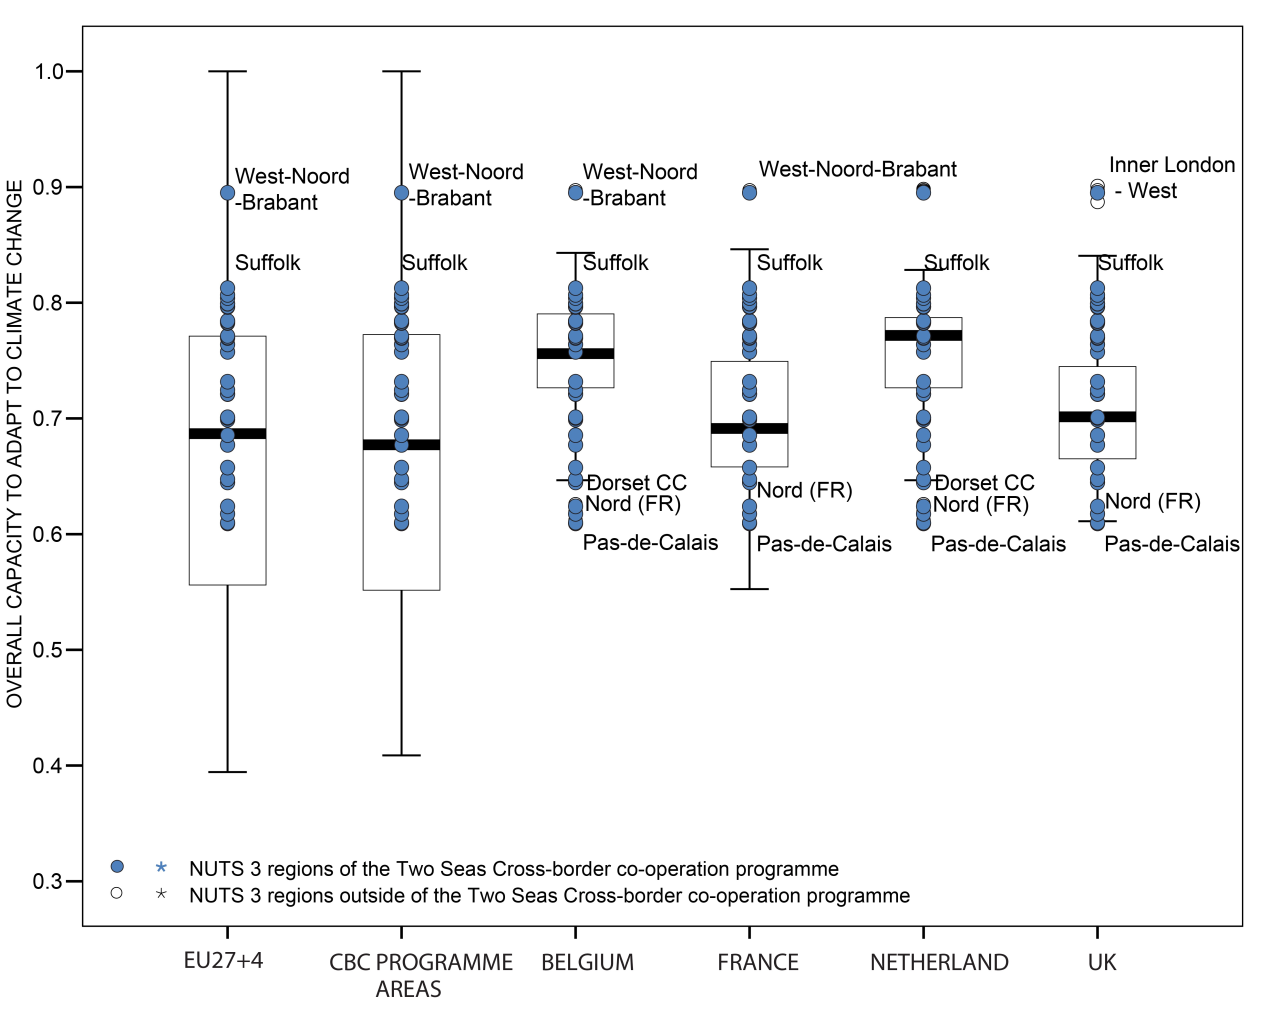 OVERALL CAPACITY TO ADAPT TO CLIMATE CHANGE
1.0
0.9
0.8
0.7
0.6
0.5
0.4
0.3
West-Noord
-Brabant
Suffolk
West-Noord
-Brabant
Suffolk
West-Noord
-Brabant
Suffolk
Dorset CC
Nord (FR)
Pas-de-Calais
West-Noord-Brabant
Suffolk
Nord (FR)
Pas-de-Calais
Suffolk
Dorset CC
Nord (FR)
Pas-de-Calais
Inner London
- West
Suffolk
Nord (FR)
Pas-de-Calais
* NUTS 3 regions of the Two Seas Cross-border co-operation programme
* NUTS 3 regions outside of the Two Seas Cross-border co-operation programme
EU27+4
CBC PROGRAMME
AREAS
BELGIUM
FRANCE
NETHERLAND
UK